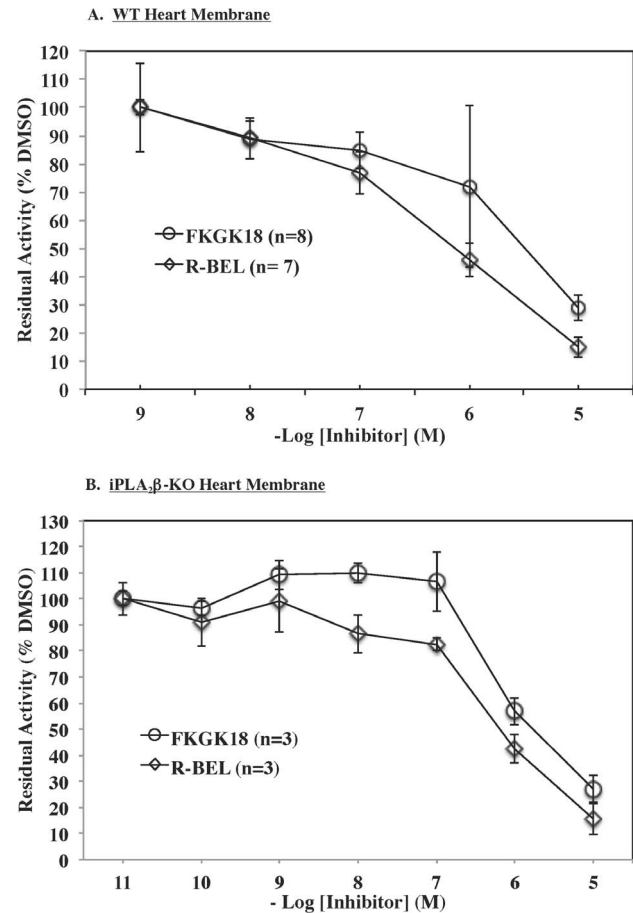 A. WT Heart Membrane
120
110
100
90
80
70
60
50
40
30
20
10
0
Residual Activity (% DMSO)
FKGK18 (n=8)
R-BEL (n= 7)
9 8 7 6 5
-Log [Inhibitor] (M)
B. iPLA₂β-KO Heart Membrane
130
120
110
100
90
80
70
60
50
40
30
20
10
0
Residual Activity (% DMSO)
FKGK18 (n=3)
R-BEL (n=3)
11 10 9 8 7 6 5
- Log [Inhibitor] (M)